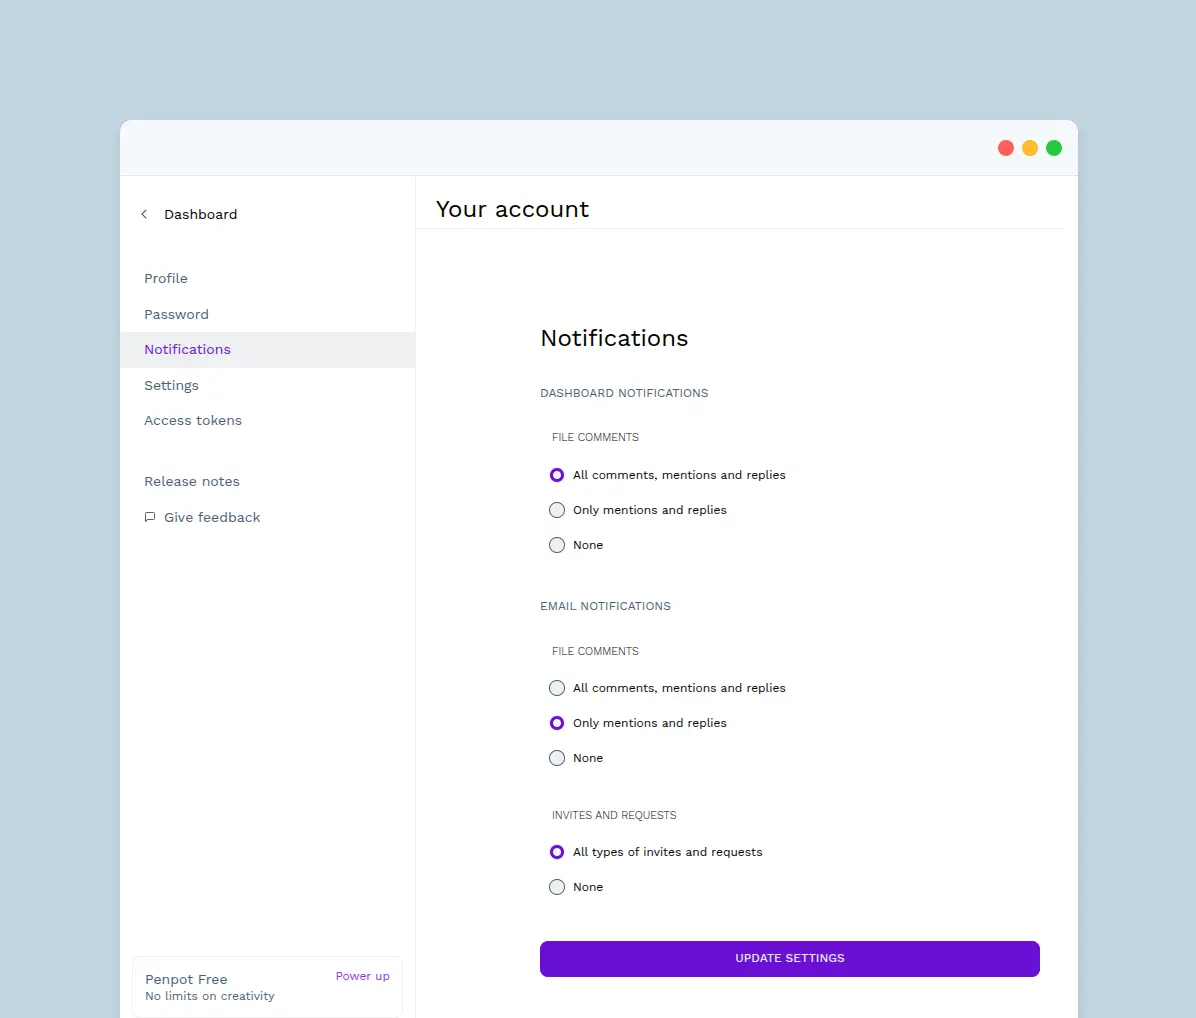 Dashboard
Your account
Profile
Password
Notifications
Settings
Access tokens
Release notes
Give feedback
Penpot Free
Power up
No limits on creativity
Notifications
DASHBOARD NOTIFICATIONS
FILE COMMENTS
All comments, mentions and replies
Only mentions and replies
None
EMAIL NOTIFICATIONS
FILE COMMENTS
All comments, mentions and replies
Only mentions and replies
None
INVITES AND REQUESTS
All types of invites and requests
None
UPDATE SETTINGS